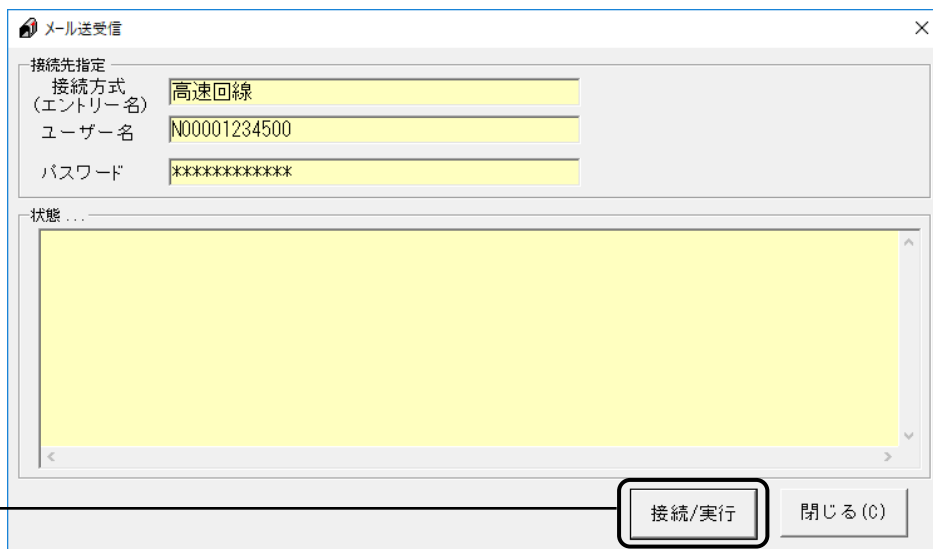 メール送受信
接続先指定
接続方式
(エントリー名)
高速回線
ユーザー名
N00001234500
パスワード
************
状態...
接続/実行
閉じる(C)